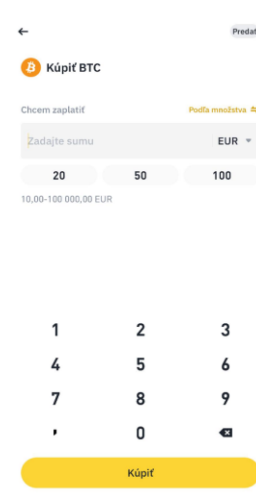 Predať
Kúpiť BTC
Chcem zaplatiť Podľa množstva
Zadajte sumu EUR
20 50 100
10,00-100 000,00 EUR
1 2 3
4 5 6
7 8 9
, 0
Kúpiť